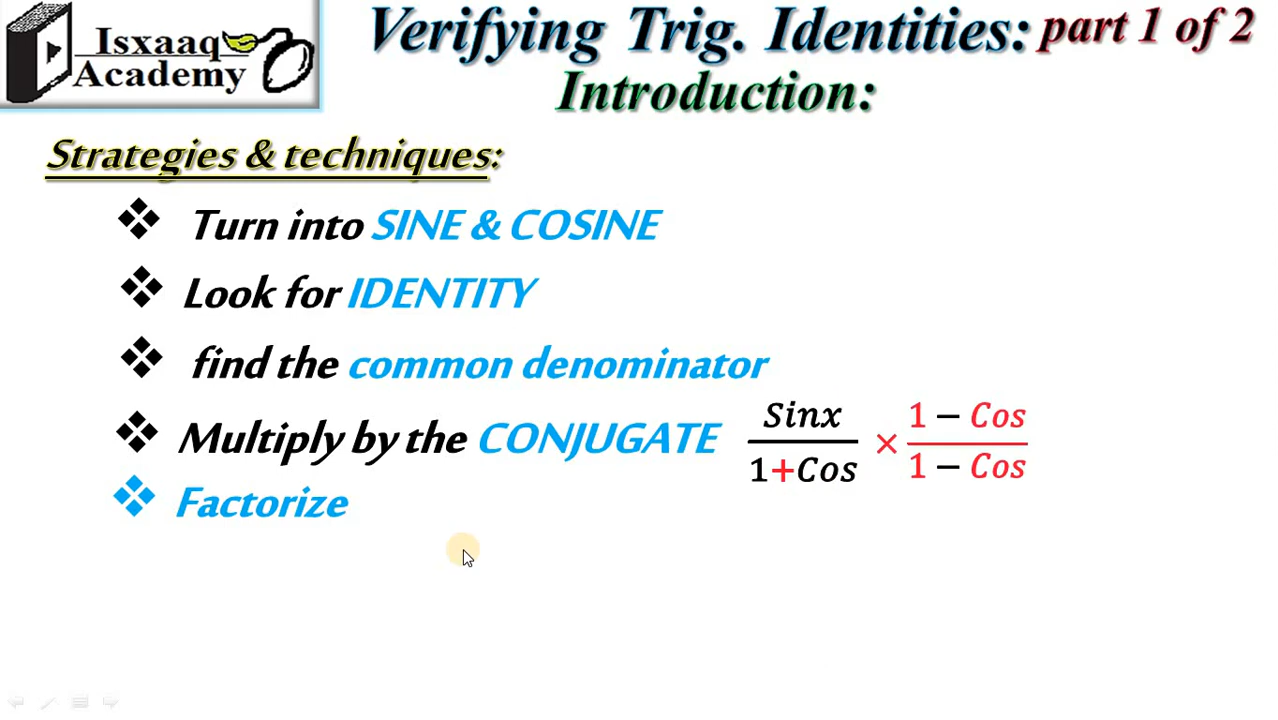 Isxaaq
Academy
Verifying Trig. Identities: part 1 of 2
Introduction:
Strategies & techniques:
❖ Turn into SINE & COSINE
❖ Look for IDENTITY
❖ find the common denominator
❖ Multiply by the CONJUGATE
Sinx
1+Cos
×
1 − Cos
1 − Cos
❖ Factorize